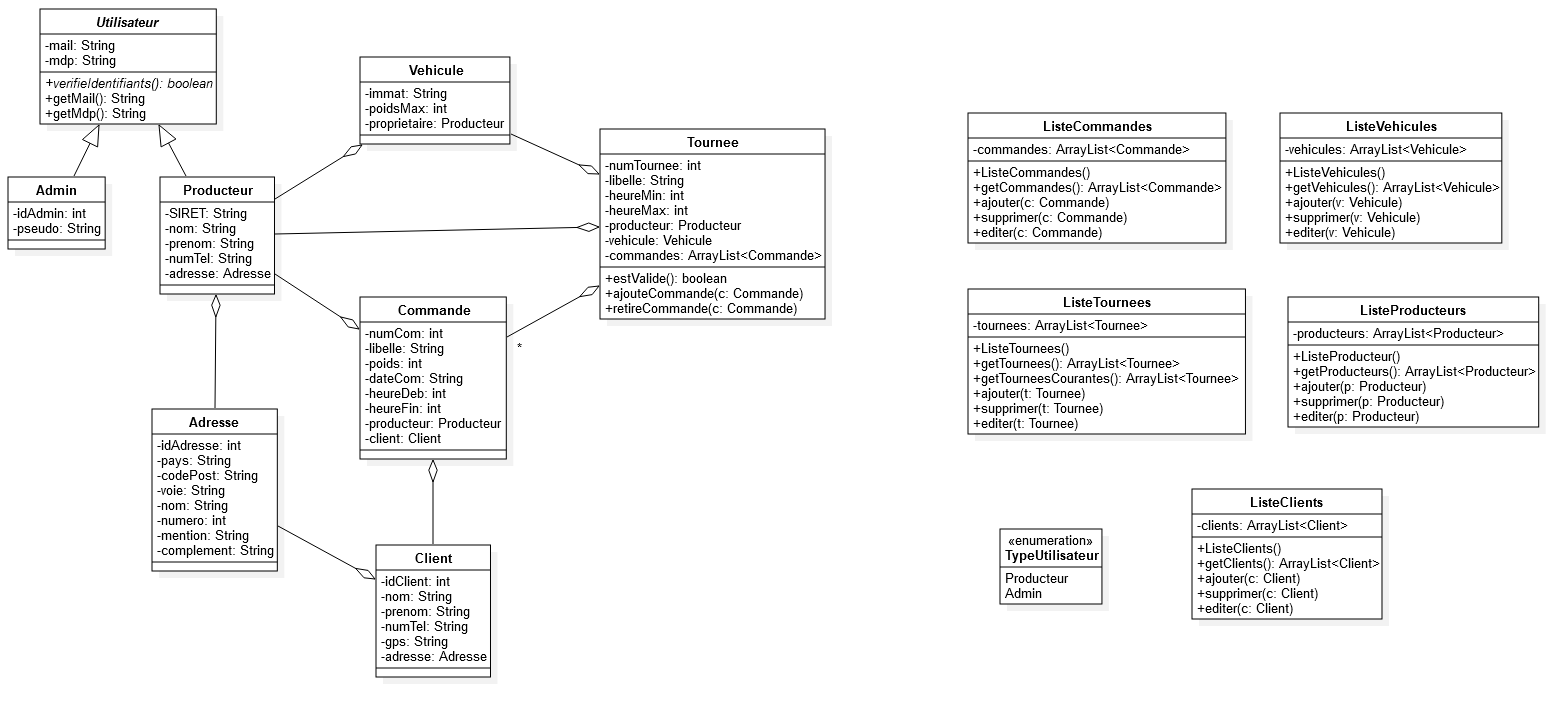 Utilisateur
-mail: String
-mdp: String
+verifieIdentifiants(): boolean
+getMail(): String
+getMdp(): String
Admin
-idAdmin: int
-pseudo: String
Producteur
-SIRET: String
-nom: String
-prenom: String
-numTel: String
-adresse: Adresse
Vehicule
-immat: String
-poidsMax: int
-proprietaire: Producteur
Tournee
-numTournee: int
-libelle: String
-heureMin: int
-heureMax: int
-producteur: Producteur
-vehicule: Vehicule
-commandes: ArrayList<Commande>
+estValide(): boolean
+ajouteCommande(c: Commande)
+retireCommande(c: Commande)
Commande
-numCom: int
-libelle: String
-poids: int
-dateCom: String
-heureDeb: int
-heureFin: int
-producteur: Producteur
-client: Client
*
Adresse
-idAdresse: int
-pays: String
-codePost: String
-voie: String
-nom: String
-numero: int
-mention: String
-complement: String
Client
-idClient: int
-nom: String
-prenom: String
-numTel: String
-gps: String
-adresse: Adresse
ListeCommandes
-commandes: ArrayList<Commande>
+ListeCommandes()
+getCommandes(): ArrayList<Commande>
+ajouter(c: Commande)
+supprimer(c: Commande)
+editer(c: Commande)
ListeVehicules
-vehicules: ArrayList<Vehicule>
+ListeVehicules()
+getVehicules(): ArrayList<Vehicule>
+ajouter(v: Vehicule)
+supprimer(v: Vehicule)
+editer(v: Vehicule)
ListeTournees
-tournees: ArrayList<Tournee>
+ListeTournees()
+getTournees(): ArrayList<Tournee>
+getTourneesCourantes(): ArrayList<Tournee>
+ajouter(t: Tournee)
+supprimer(t: Tournee)
+editer(t: Tournee)
ListeProducteurs
-producteurs: ArrayList<Producteur>
+ListeProducteur()
+getProducteurs(): ArrayList<Producteur>
+ajouter(p: Producteur)
+supprimer(p: Producteur)
+editer(p: Producteur)
«enumeration»
TypeUtilisateur
Producteur
Admin
ListeClients
-clients: ArrayList<Client>
+ListeClients()
+getClients(): ArrayList<Client>
+ajouter(c: Client)
+supprimer(c: Client)
+editer(c: Client)